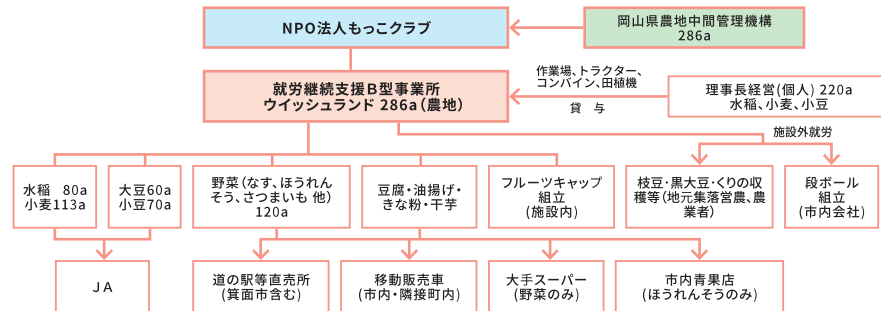 NPO法人もっこクラブ
岡山県農地中間管理機構
286a
就労継続支援B型事業所
ウイッシュランド 286a（農地）
作業場、トラクター、
コンバイン、田植機
貸　与
理事長経営(個人) 220a
水稲、小麦、小豆
施設外就労
水稲　80a
小麦113a
大豆60a
小豆70a
野菜（なす、ほうれん
そう、さつまいも 他）
120a
豆腐・油揚げ・
きな粉・干芋
フルーツキャップ
組立
(施設内)
枝豆・黒大豆・くりの収
穫等（地元集落営農、農
業者）
段ボール
組立
(市内会社)
ＪＡ
道の駅等直売所
(箕面市含む)
移動販売車
(市内・隣接町内)
大手スーパー
(野菜のみ)
市内青果店
(ほうれんそうのみ)